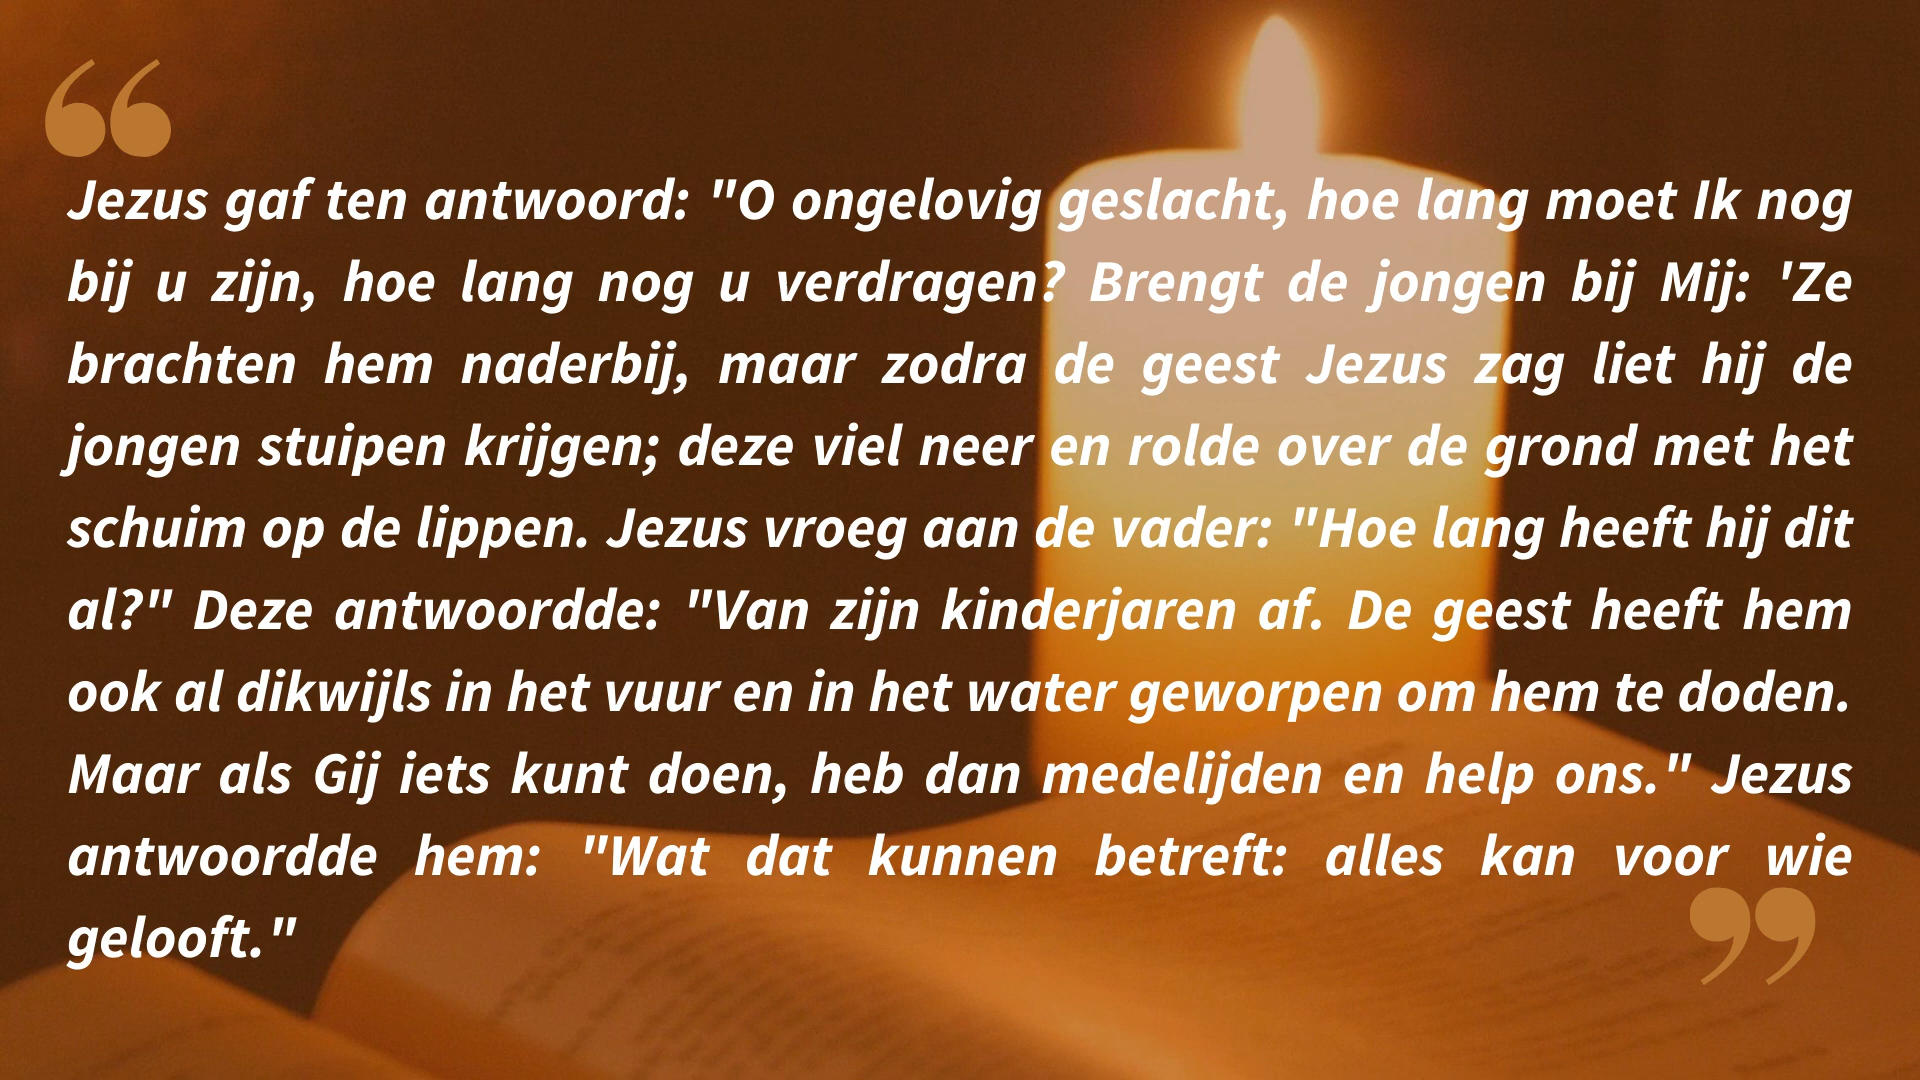 Jezus gaf ten antwoord: "O ongelovig geslacht, hoe lang moet Ik nog
bij u zijn, hoe lang nog u verdragen? Brengt de jongen bij Mij: 'Ze
brachten hem naderbij, maar zodra de geest Jezus zag liet hij de
jongen stuipen krijgen; deze viel neer en rolde over de grond met het
schuim op de lippen. Jezus vroeg aan de vader: "Hoe lang heeft hij dit
al?" Deze antwoordde: "Van zijn kinderjaren af. De geest heeft hem
ook al dikwijls in het vuur en in het water geworpen om hem te doden.
Maar als Gij iets kunt doen, heb dan medelijden en help ons." Jezus
antwoordde hem: "Wat dat kunnen betreft: alles kan voor wie
gelooft."